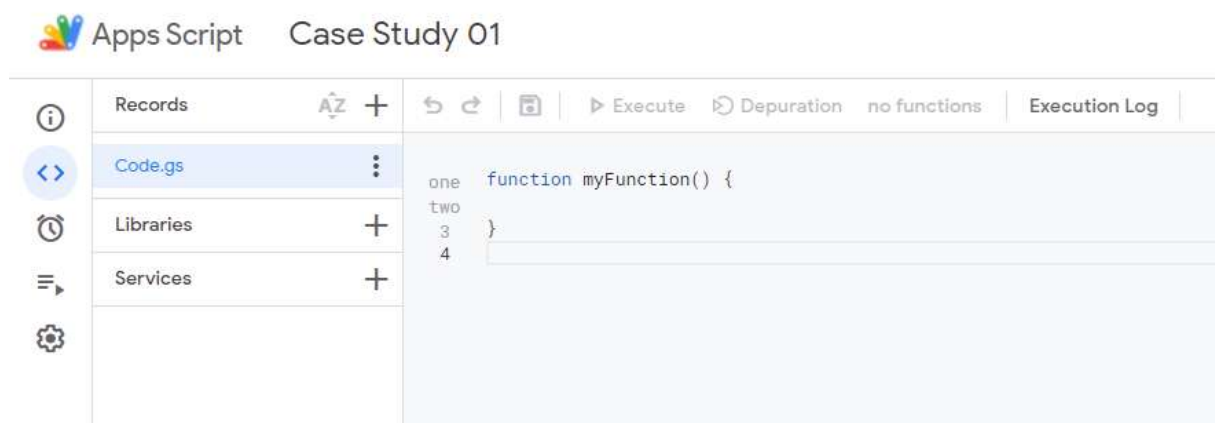 Apps Script Case Study 01
Records
Code.gs
Libraries
Services
Execute Depuration no functions Execution Log
one function myFunction() {
two
3 }
4